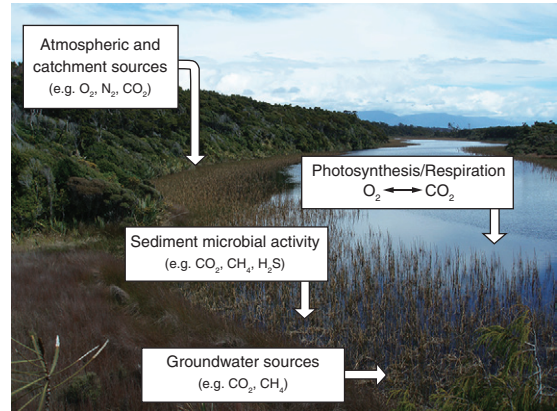 Atmospheric and
catchment sources
(e.g. O₂, N₂, CO₂)
Photosynthesis/Respiration
O₂ ⟷ CO₂
Sediment microbial activity
(e.g. CO₂, CH₄, H₂S)
Groundwater sources
(e.g. CO₂, CH₄)